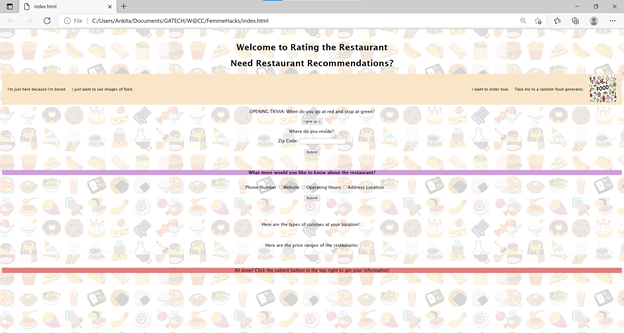 index.html
File
C:/Users/Ankita/Documents/GATECH/W@CC/FemmeHacks/index.html
Welcome to Rating the Restaurant
Need Restaurant Recommendations?
I'm just here because I'm bored. I just want to see images of food. I want to order now. Take me to a random food generator.
FOOD
OPENING TRIVIA: When do you go at red and stop at green?
I give up :(
Where do you reside?
Zip Code:
Submit
What more would you like to know about the restaurant?
Phone Number Website Operating Hours Address Location
Submit
Here are the types of cuisines at your location!
Here are the price ranges of the restaurants.
All done? Click the submit button in the top right to get your information!